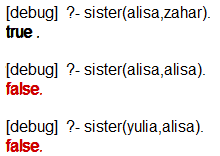 [debug]  ?- sister(alisa,zahar).
true .
[debug]  ?- sister(alisa,alisa).
false.
[debug]  ?- sister(yulia,alisa).
false.